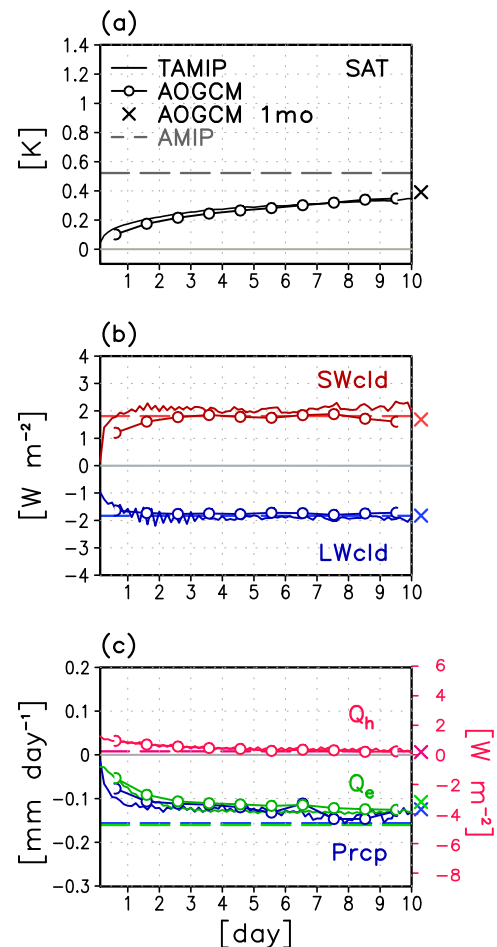 (a)
1.4
1.2
1
0.8
0.6
0.4
0.2
0
[K]
TAMIP
SAT
AOGCM
AOGCM 1mo
AMIP
1 2 3 4 5 6 7 8 9 10
(b)
4
3
2
1
0
−1
−2
−3
−4
[W m⁻²]
SWcld
LWcld
1 2 3 4 5 6 7 8 9 10
(c)
0.2
0.1
0
−0.1
−0.2
−0.3
[mm day⁻¹]
Qh
Qe
Prcp
6
4
2
0
−2
−4
−6
−8
[W m⁻²]
1 2 3 4 5 6 7 8 9 10
[day]